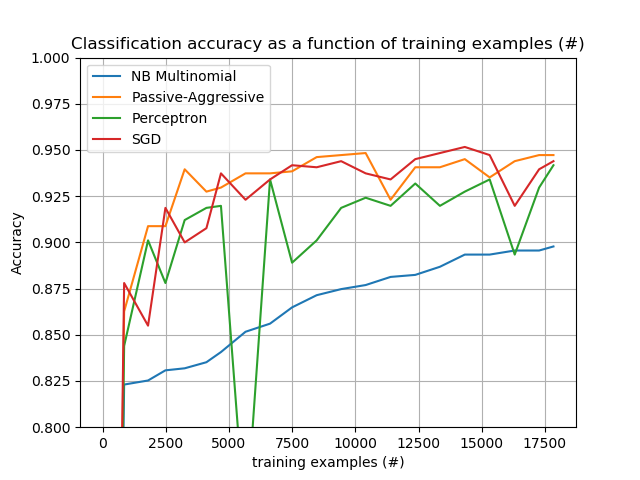 Classification accuracy as a function of training examples (#)
1.000
0.975
0.950
0.925
0.900
0.875
0.850
0.825
0.800
Accuracy
NB Multinomial
Passive-Aggressive
Perceptron
SGD
0 2500 5000 7500 10000 12500 15000 17500
training examples (#)